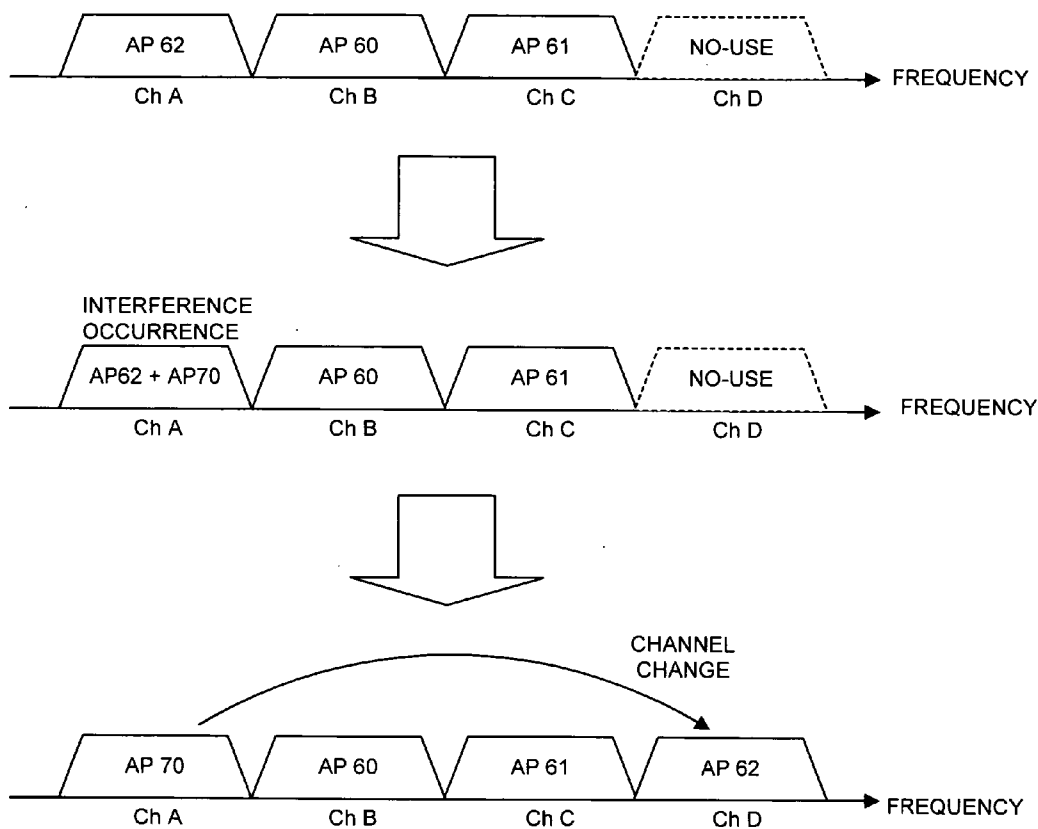 AP 62 AP 60 AP 61 NO-USE
FREQUENCY
Ch A Ch B Ch C Ch D
INTERFERENCE
OCCURRENCE
AP62 + AP70 AP 60 AP 61 NO-USE
FREQUENCY
Ch A Ch B Ch C Ch D
CHANNEL
CHANGE
AP 70 AP 60 AP 61 AP 62
FREQUENCY
Ch A Ch B Ch C Ch D